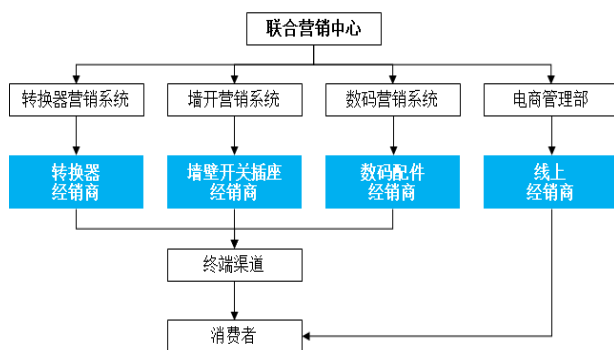 联合营销中心
转换器营销系统
墙开营销系统
数码营销系统
电商管理部
转换器
经销商
墙壁开关插座
经销商
数码配件
经销商
线上
经销商
终端渠道
消费者